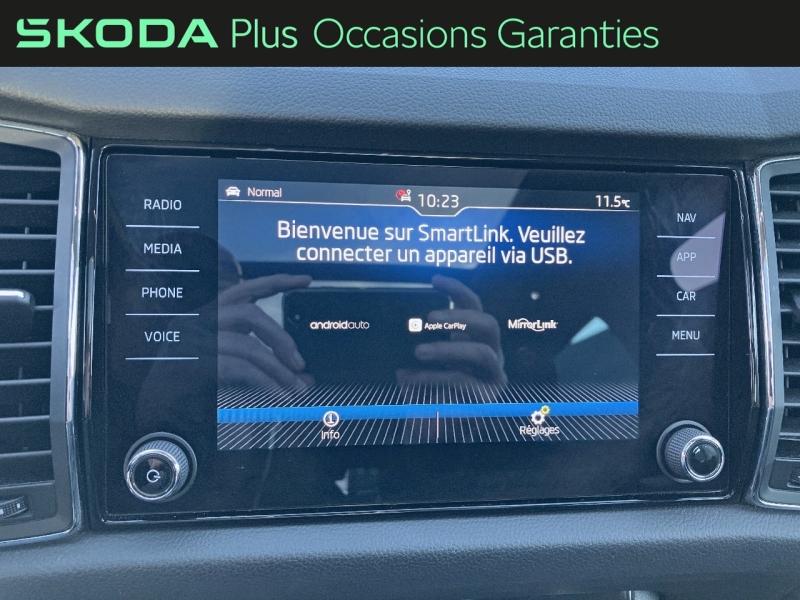 ŠKODA Plus Occasions Garanties
RADIO
MEDIA
PHONE
VOICE
Normal
10:23
11.5°C
Bienvenue sur SmartLink. Veuillez
connecter un appareil via USB.
androidauto
Apple CarPlay
MirrorLink
Info
Réglages
NAV
APP
CAR
MENU